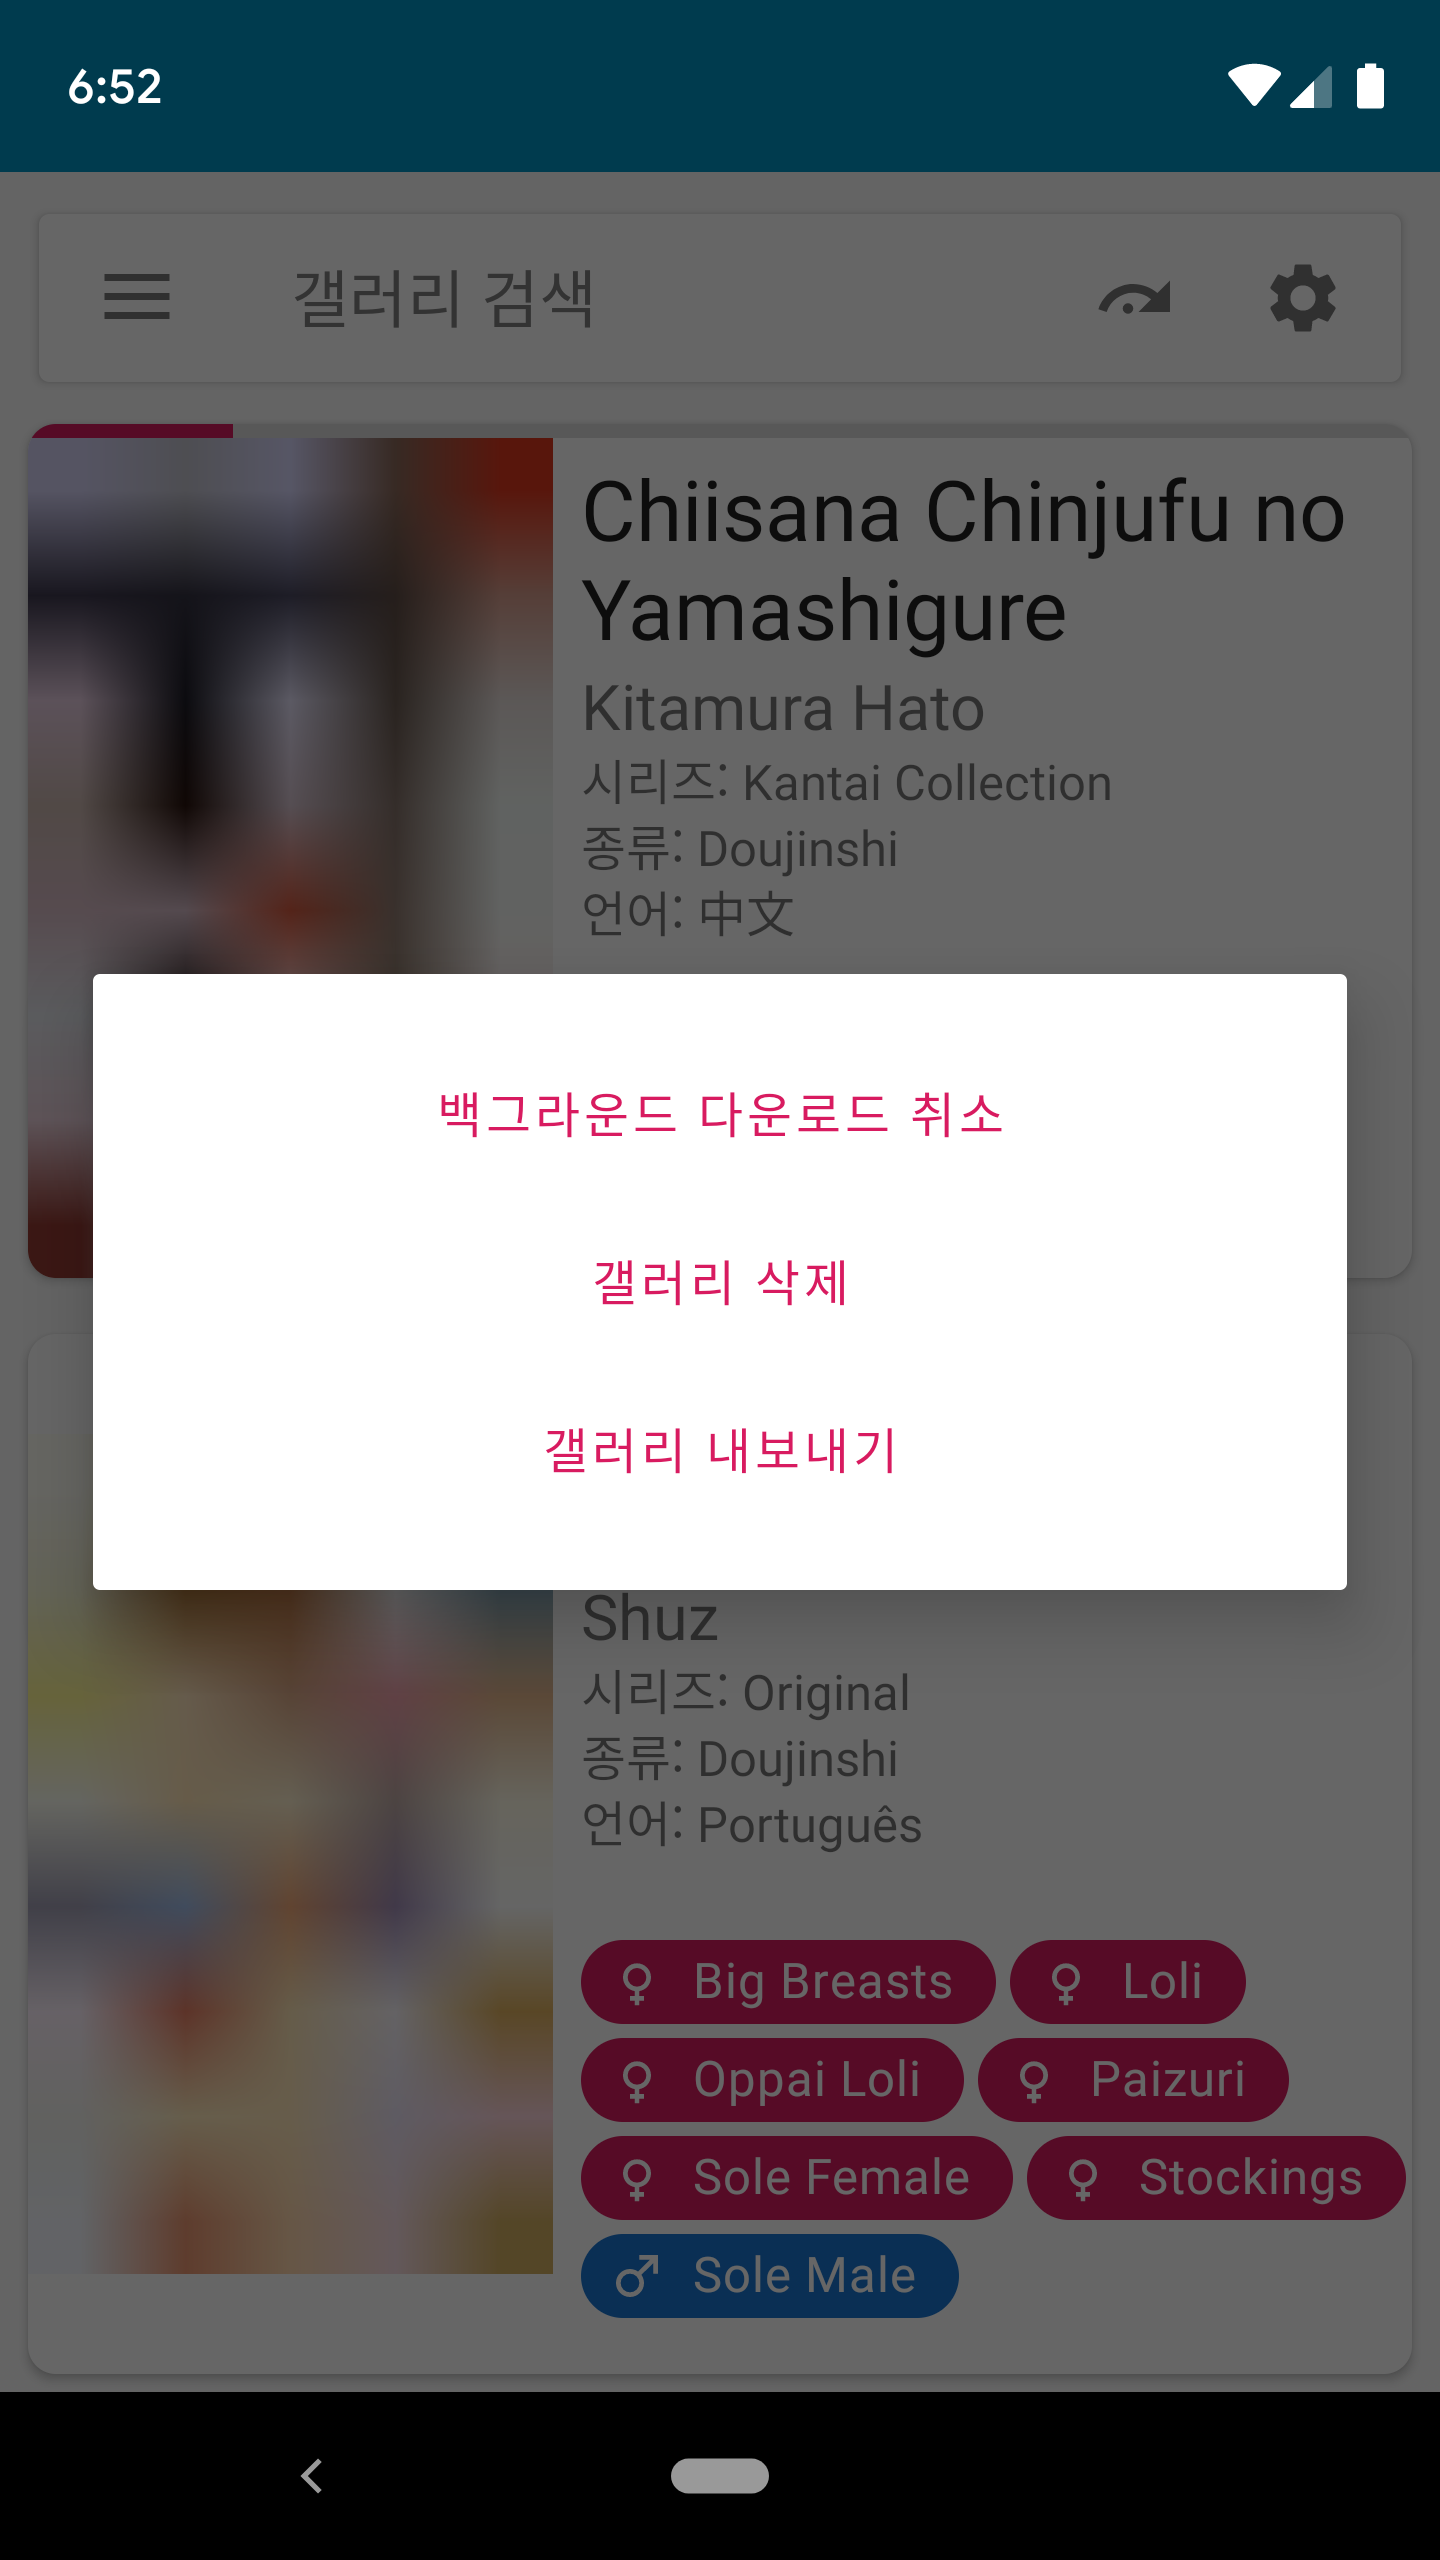 6:52
갤러리 검색
Chiisana Chinjufu no
Yamashigure
Kitamura Hato
시리즈: Kantai Collection
종류: Doujinshi
언어: 中文
백그라운드 다운로드 취소
갤러리 삭제
갤러리 내보내기
Shuz
시리즈: Original
종류: Doujinshi
언어: Português
Big Breasts Loli
Oppai Loli Paizuri
Sole Female Stockings
Sole Male